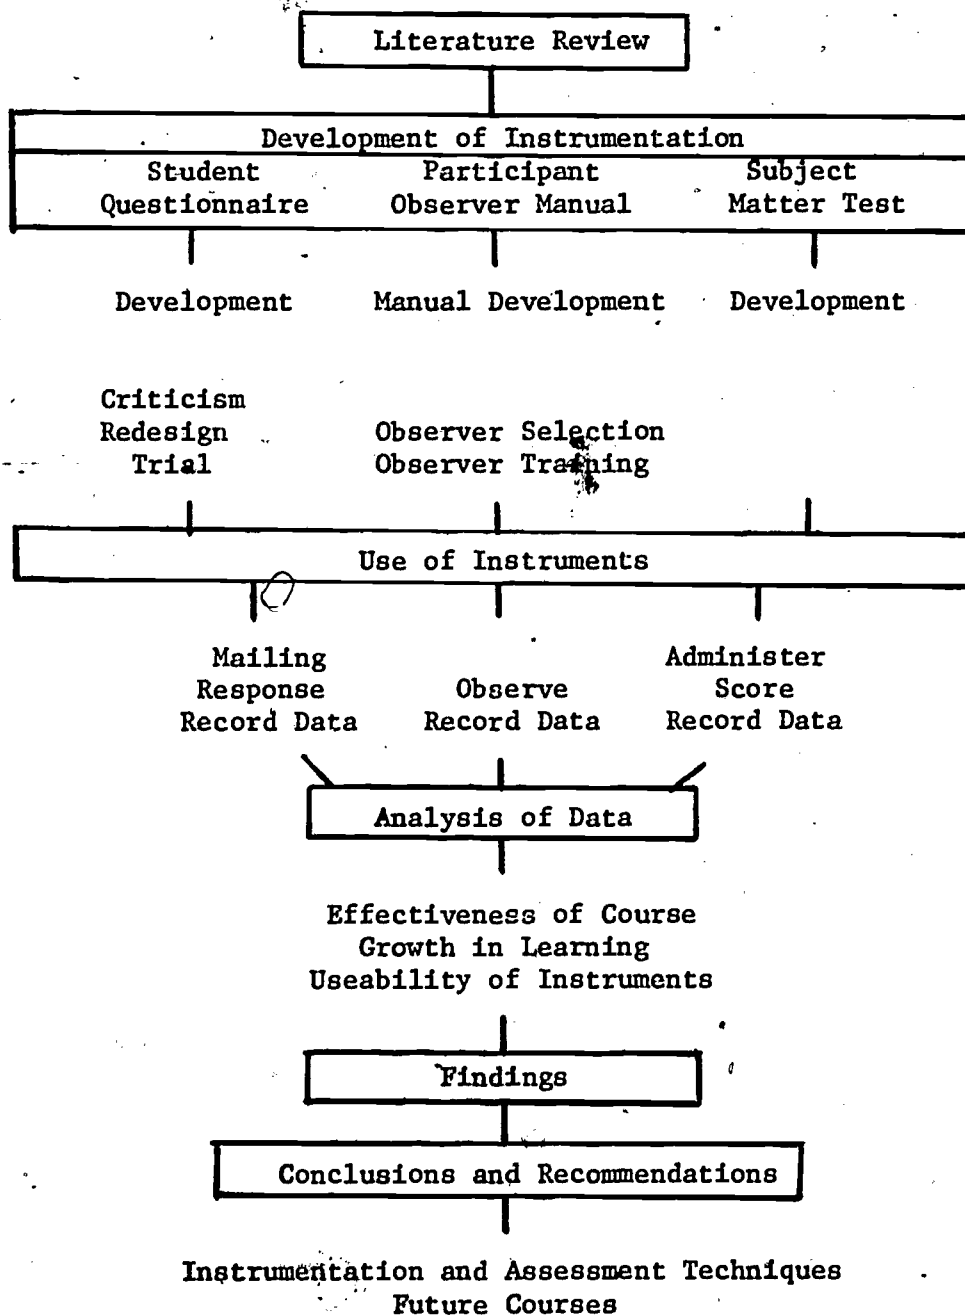 Literature Review
Development of Instrumentation
Student Participant Subject
Questionnaire Observer Manual Matter Test
Development Manual Development Development
Criticism
Redesign Observer Selection
Trial Observer Training
Use of Instruments
Mailing Administer
Response Observe Score
Record Data Record Data Record Data
Analysis of Data
Effectiveness of Course
Growth in Learning
Useability of Instruments
Findings
Conclusions and Recommendations
Instrumentation and Assessment Techniques
Future Courses